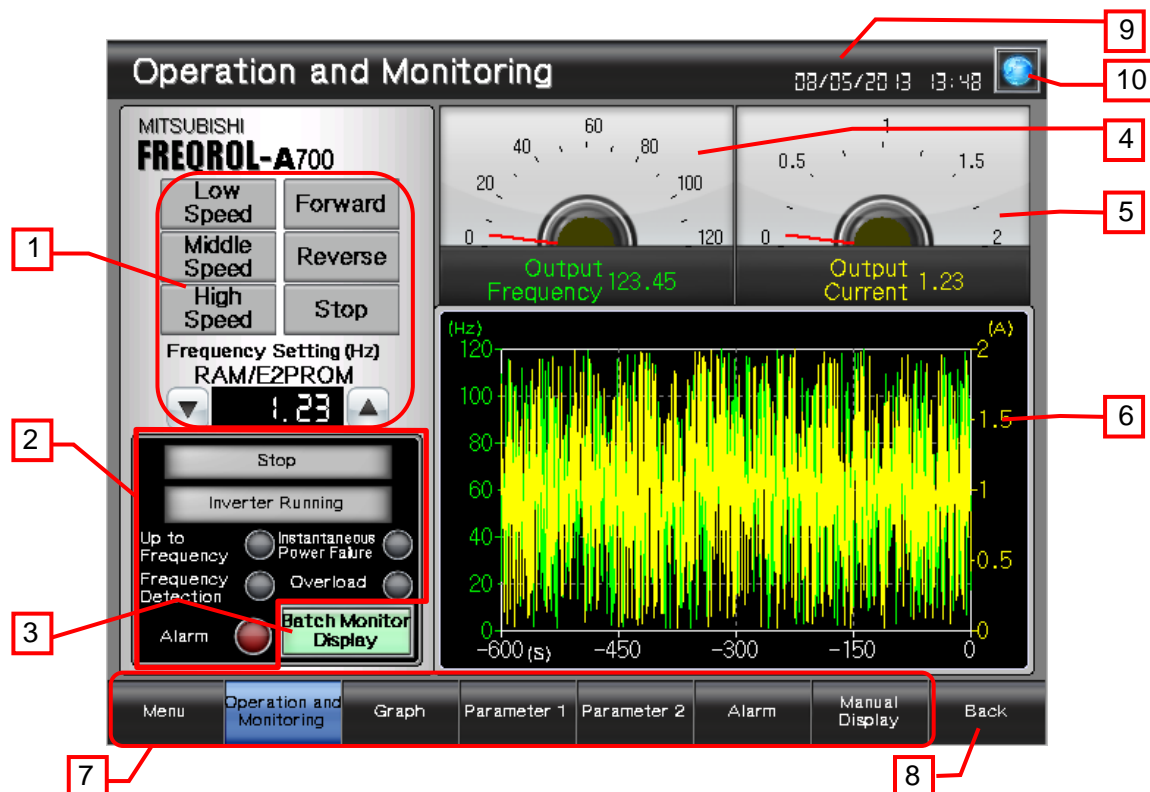 9
Operation and Monitoring
08/05/2013 13:48
10
MITSUBISHI
FREQROL-A700
Low Speed
Forward
Middle Speed
Reverse
High Speed
Stop
Frequency Setting (Hz)
RAM/E2PROM
▼ 1.23 ▲
1
0 20 40 60 80 100 120
Output Frequency 123.45
4
0 0.5 1 1.5 2
Output Current 1.23
5
2
Stop
Inverter Running
Up to Frequency
Instantaneous Power Failure
Frequency Detection
Overload
3
Alarm
Batch Monitor Display
(Hz)
(A)
120
100
80
60
40
20
0
2
1.5
1
0.5
0
-600 (S) -450 -300 -150 0
6
Menu
Operation and Monitoring
Graph
Parameter 1
Parameter 2
Alarm
Manual Display
Back
7
8